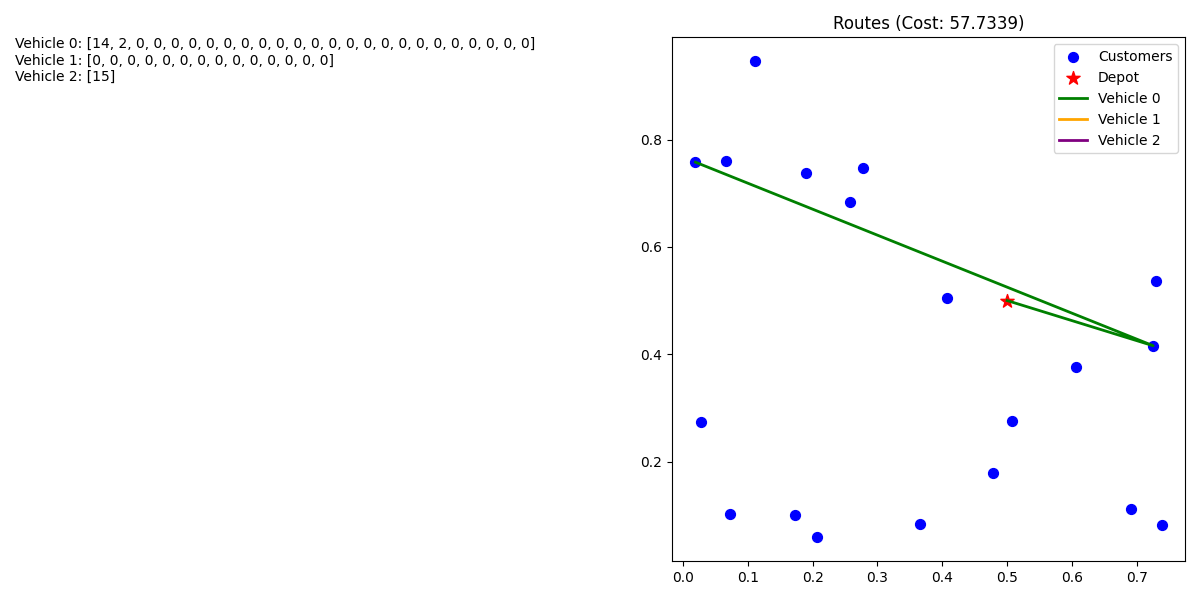 Vehicle 0: [14, 2, 0, 0, 0, 0, 0, 0, 0, 0, 0, 0, 0, 0, 0, 0, 0, 0, 0, 0, 0, 0, 0, 0, 0]
Vehicle 1: [0, 0, 0, 0, 0, 0, 0, 0, 0, 0, 0, 0, 0, 0]
Vehicle 2: [15]
Routes (Cost: 57.7339)
Customers
Depot
Vehicle 0
Vehicle 1
Vehicle 2
0.8
0.6
0.4
0.2
0.0 0.1 0.2 0.3 0.4 0.5 0.6 0.7